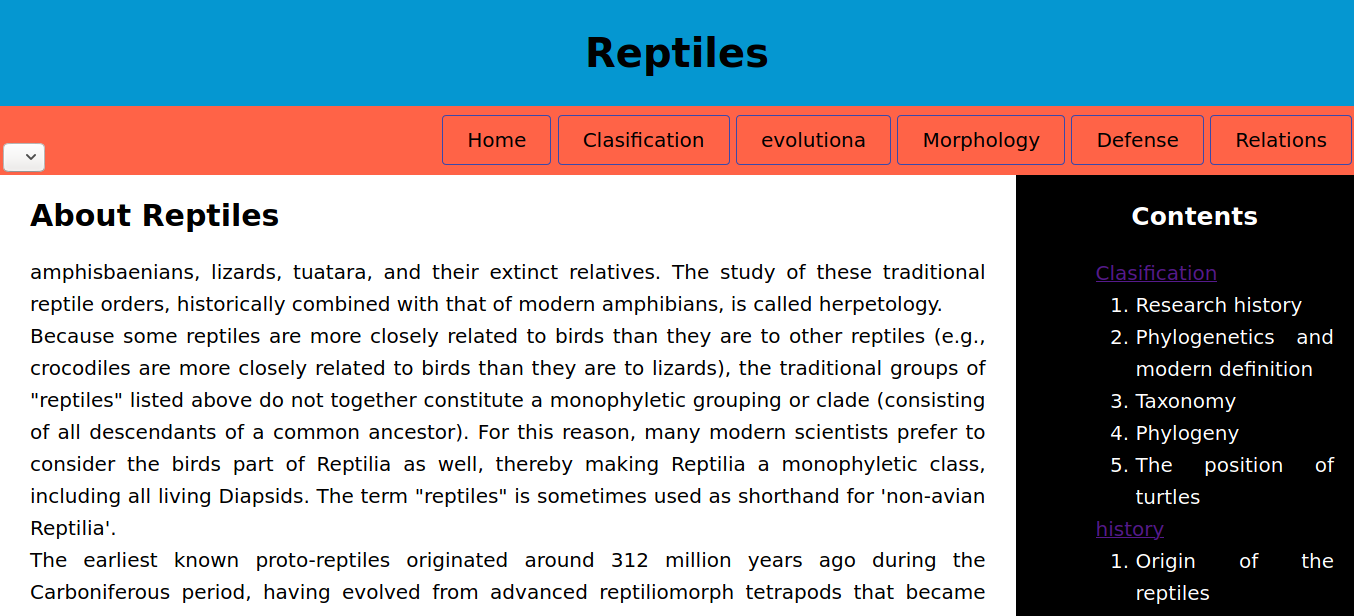 Reptiles
Home Clasification evolutiona Morphology Defense Relations
About Reptiles
amphisbaenians, lizards, tuatara, and their extinct relatives. The study of these traditional
reptile orders, historically combined with that of modern amphibians, is called herpetology.
Because some reptiles are more closely related to birds than they are to other reptiles (e.g.,
crocodiles are more closely related to birds than they are to lizards), the traditional groups of
"reptiles" listed above do not together constitute a monophyletic grouping or clade (consisting
of all descendants of a common ancestor). For this reason, many modern scientists prefer to
consider the birds part of Reptilia as well, thereby making Reptilia a monophyletic class,
including all living Diapsids. The term "reptiles" is sometimes used as shorthand for 'non-avian
Reptilia'.
The earliest known proto-reptiles originated around 312 million years ago during the
Carboniferous period, having evolved from advanced reptiliomorph tetrapods that became
Contents
Clasification
1. Research history
2. Phylogenetics and
modern definition
3. Taxonomy
4. Phylogeny
5. The position of
turtles
history
1. Origin of the
reptiles